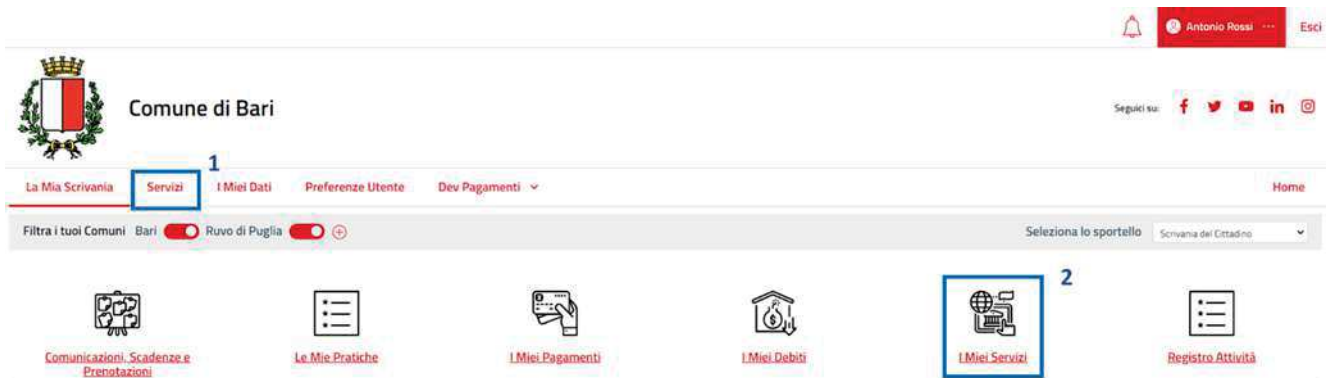 Antonio Rossi ... Esci
Comune di Bari
Seguici su:
1
La Mia Scrivania Servizi I Miei Dati Preferenze Utente Dev Pagamenti Home
Filtra i tuoi Comuni Bari Ruvo di Puglia Seleziona lo sportello Scrivania del Cittadino
2
Comunicazioni, Scadenze e
Prenotazioni
Le Mie Pratiche
I Miei Pagamenti
I Miei Debiti
I Miei Servizi
Registro Attività